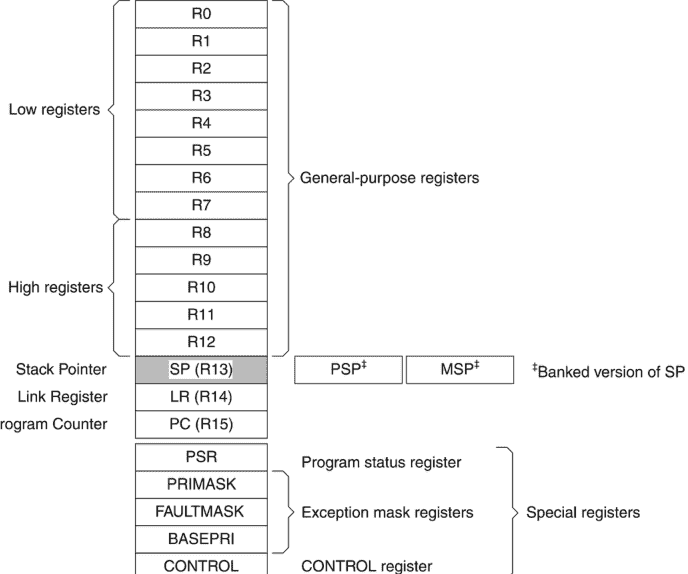 R0
R1
R2
R3
Low registers
R4
R5
R6
General-purpose registers
R7
R8
R9
High registers
R10
R11
R12
Stack Pointer SP (R13) PSP‡ MSP‡ ‡Banked version of SP
Link Register LR (R14)
rogram Counter PC (R15)
PSR Program status register
PRIMASK
FAULTMASK Exception mask registers Special registers
BASEPRI
CONTROL CONTROL register